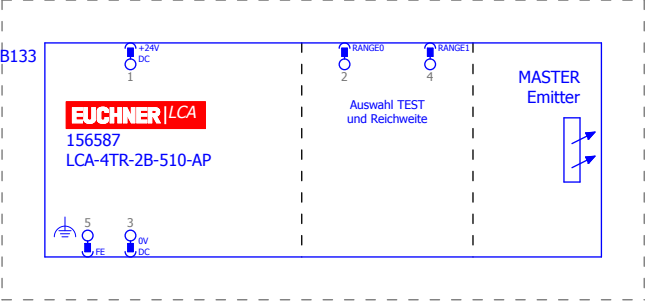 B133
+24V
DC
1
RANGE0
2
RANGE1
4
MASTER
Emitter
Auswahl TEST
und Reichweite
EUCHNER LCA
156587
LCA-4TR-2B-510-AP
5
FE
3
0V
DC